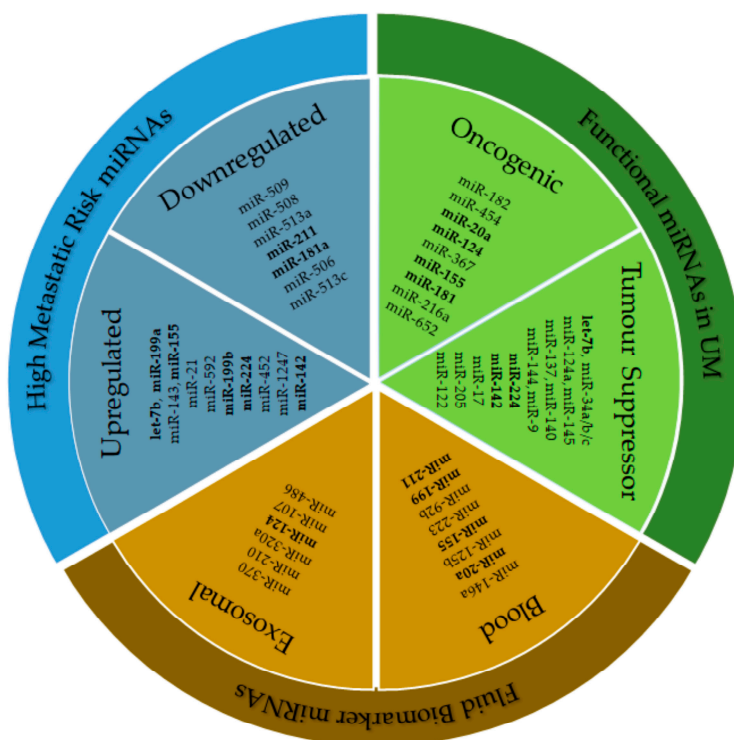 High Metastatic Risk miRNAs
Downregulated
miR-509
miR-508
miR-513a
miR-211
miR-181a
miR-506
miR-513c
Upregulated
let-7b, miR-199a
miR-143, miR-155
miR-21
miR-592
miR-199b
miR-224
miR-452
miR-1247
miR-142
Functional miRNAs in UM
Oncogenic
miR-182
miR-454
miR-20a
miR-124
miR-367
miR-155
miR-181
miR-216a
miR-652
Tumour Suppressor
let-7b, miR-34a/b/c
miR-124a, miR-145
miR-137, miR-140
miR-144, miR-9
miR-224
miR-142
miR-17
miR-205
miR-122
Fluid Biomarker miRNAs
Blood
miR-146a
miR-20a
miR-125b
miR-155
miR-223
miR-92b
miR-199
miR-211
Exosomal
miR-370
miR-210
miR-320a
miR-124
miR-107
miR-486